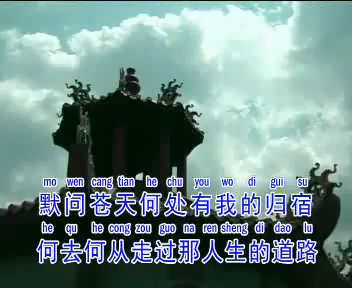 mo wen cang tian he chu you wo di gui su
默问苍天何处有我的归宿
he qu he cong zou guo na ren sheng di dao lu
何去何从走过那人生的道路